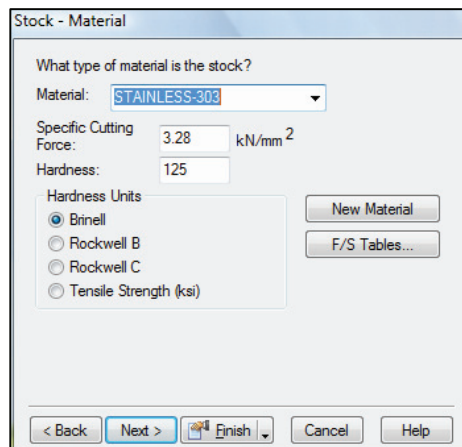 Stock - Material
What type of material is the stock?
Material: STAINLESS-303
Specific Cutting
Force: 3.28 kN/mm 2
Hardness: 125
Hardness Units
Brinell
Rockwell B
Rockwell C
Tensile Strength (ksi)
New Material
F/S Tables...
< Back Next > Finish Cancel Help